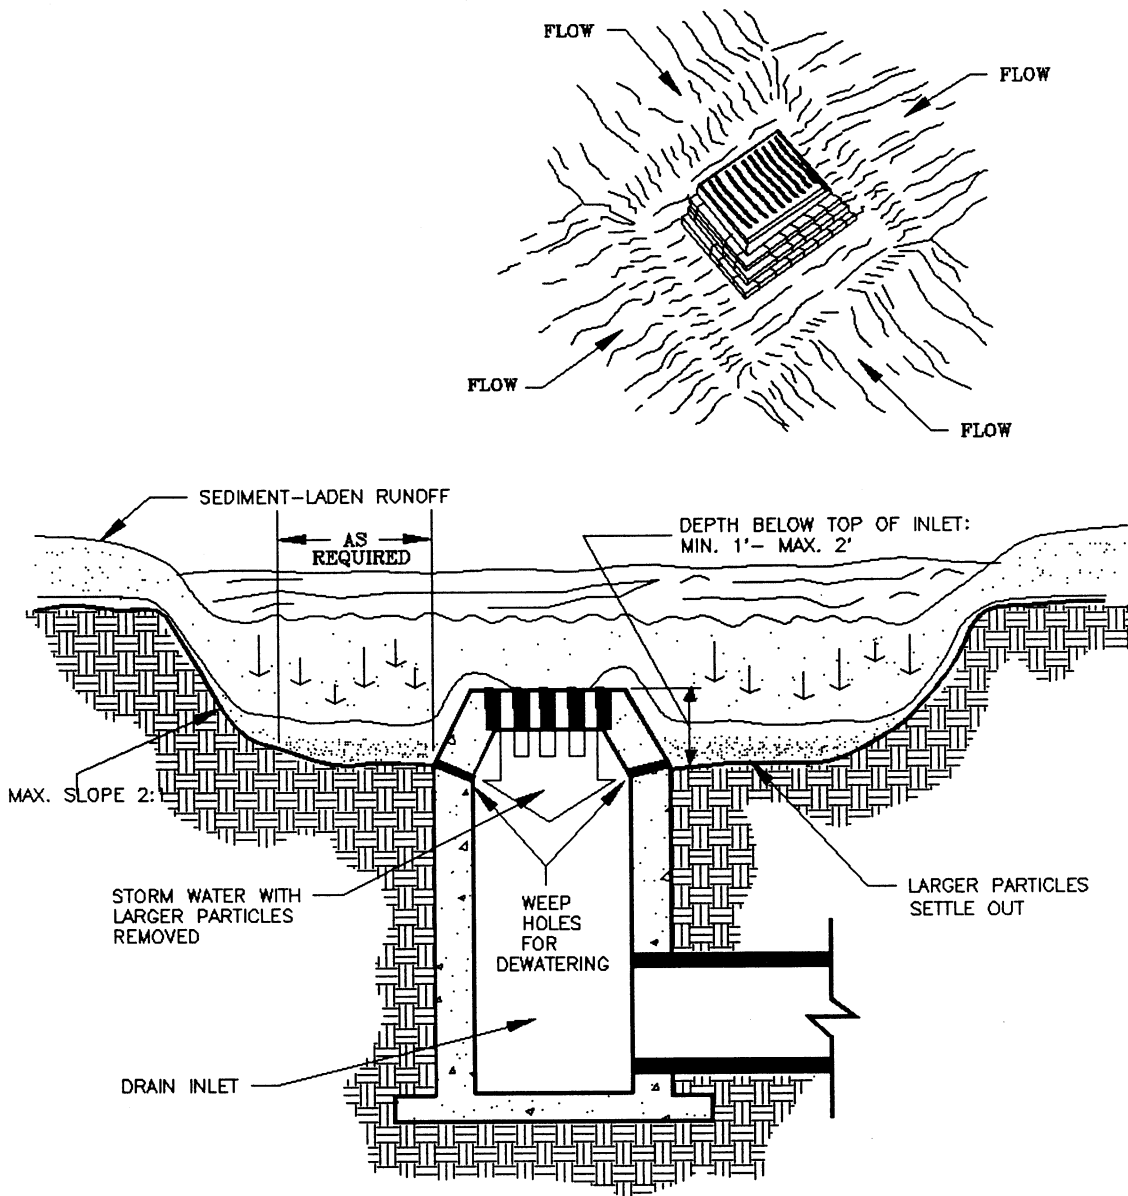 FLOW
FLOW
FLOW
FLOW
SEDIMENT-LADEN RUNOFF
AS
REQUIRED
DEPTH BELOW TOP OF INLET:
MIN. 1'- MAX. 2'
MAX. SLOPE 2:
STORM WATER WITH
LARGER PARTICLES
REMOVED
WEEP
HOLES
FOR
DEWATERING
LARGER PARTICLES
SETTLE OUT
DRAIN INLET